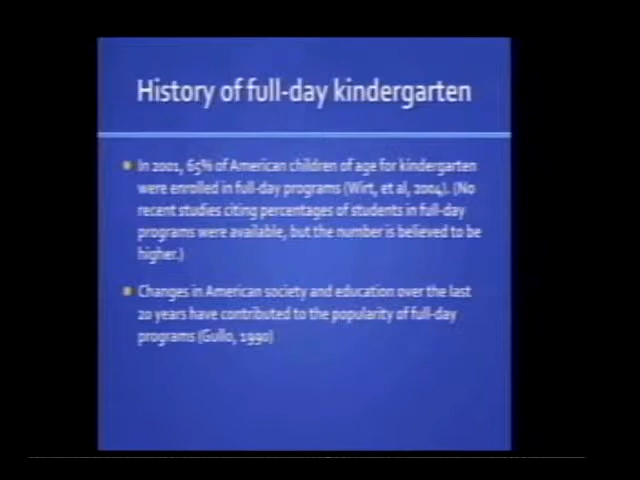 History of full-day kindergarten
In 2001, 65% of American children of age for kindergarten
were enrolled in full-day programs (Wirt, et al, 2004). (No
recent studies citing percentages of students in full-day
programs were available, but the number is believed to be
higher.)
Changes in American society and education over the last
20 years have contributed to the popularity of full-day
programs (Gullo, 1990)